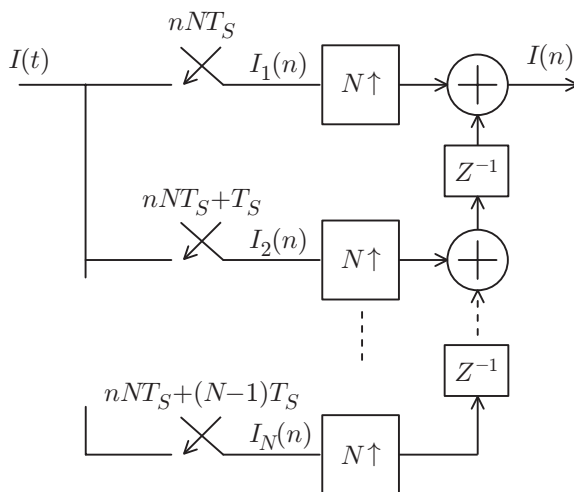 nNT_S
I(t)
I_1(n)
I(n)
N↑
+
Z^{-1}
nNT_S+T_S
I_2(n)
N↑
+
Z^{-1}
nNT_S+(N-1)T_S
I_N(n)
N↑